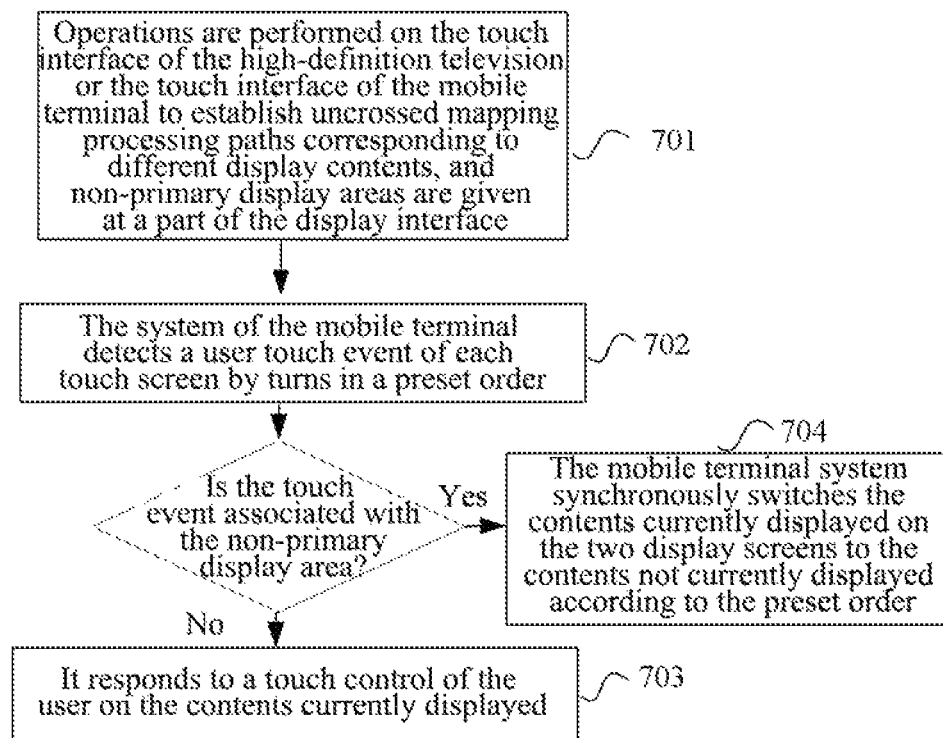 Operations are performed on the touch
interface of the high-definition television
or the touch interface of the mobile
terminal to establish uncrossed mapping
processing paths corresponding to
different display contents, and
non-primary display areas are given
at a part of the display interface
701
The system of the mobile terminal
detects a user touch event of each
touch screen by turns in a preset order
702
Is the touch
event associated with
the non-primary
display area?
Yes
704
The mobile terminal system
synchronously switches the
contents currently displayed on
the two display screens to the
contents not currently displayed
according to the preset order
No
It responds to a touch control of the
user on the contents currently displayed
703